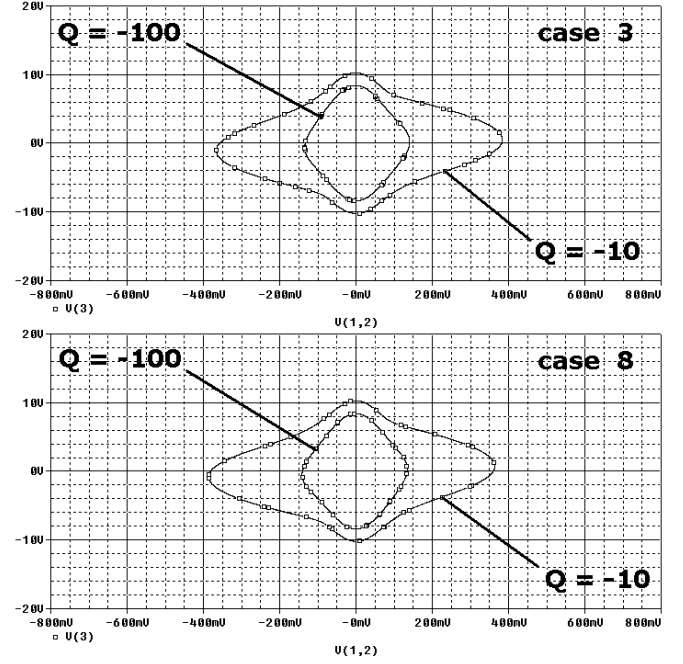 20V
Q = -100
case 3
10V
0V
-10V
Q = -10
-20V
-800mV -600mV -400mV -200mV -0mV 200mV 400mV 600mV 800mV
V(3)
V(1,2)
20V
Q = -100
case 8
10V
0V
-10V
Q = -10
-20V
-800mV -600mV -400mV -200mV -0mV 200mV 400mV 600mV 800mV
V(3)
V(1,2)